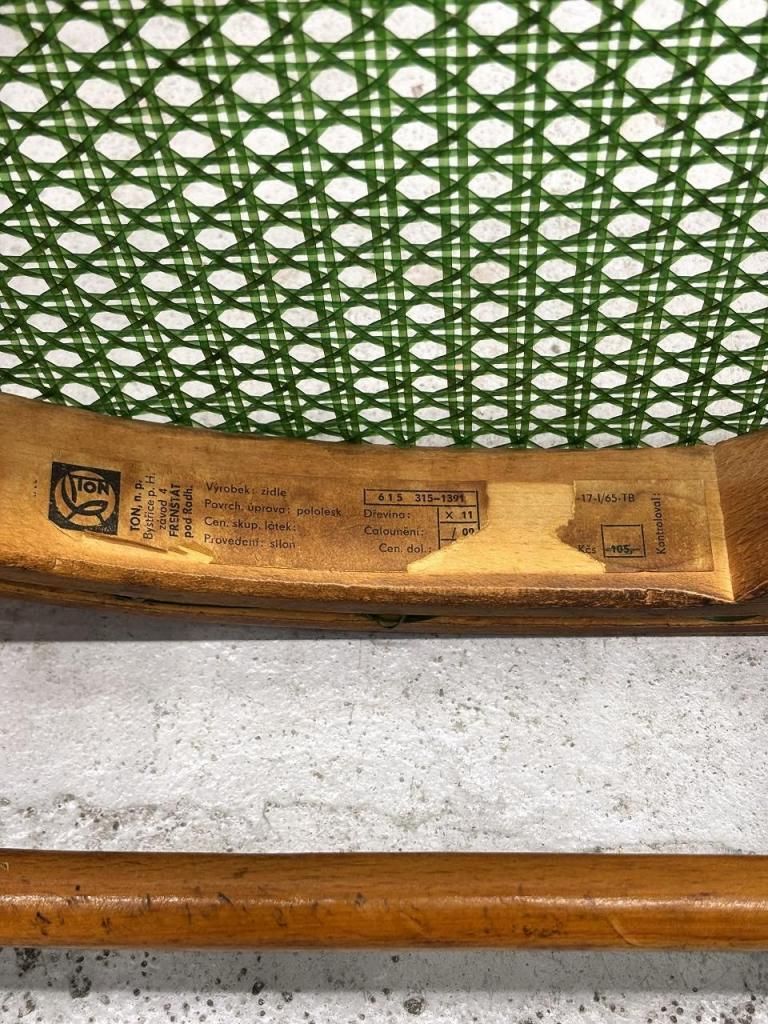 TON
TON, n. p.
Bystřice p. H.
závod 4
FRENŠTÁT
pod Radh.
Výrobek: židle
Povrch. úprava: pololesk
Cen. skup. látek:
Provedení: silon
615 315-1391
Dřevina: X 11
Čalounění: / 09
Cen. dol.:
-17-I/65-TB
Kčs 105,-
Kontroloval: